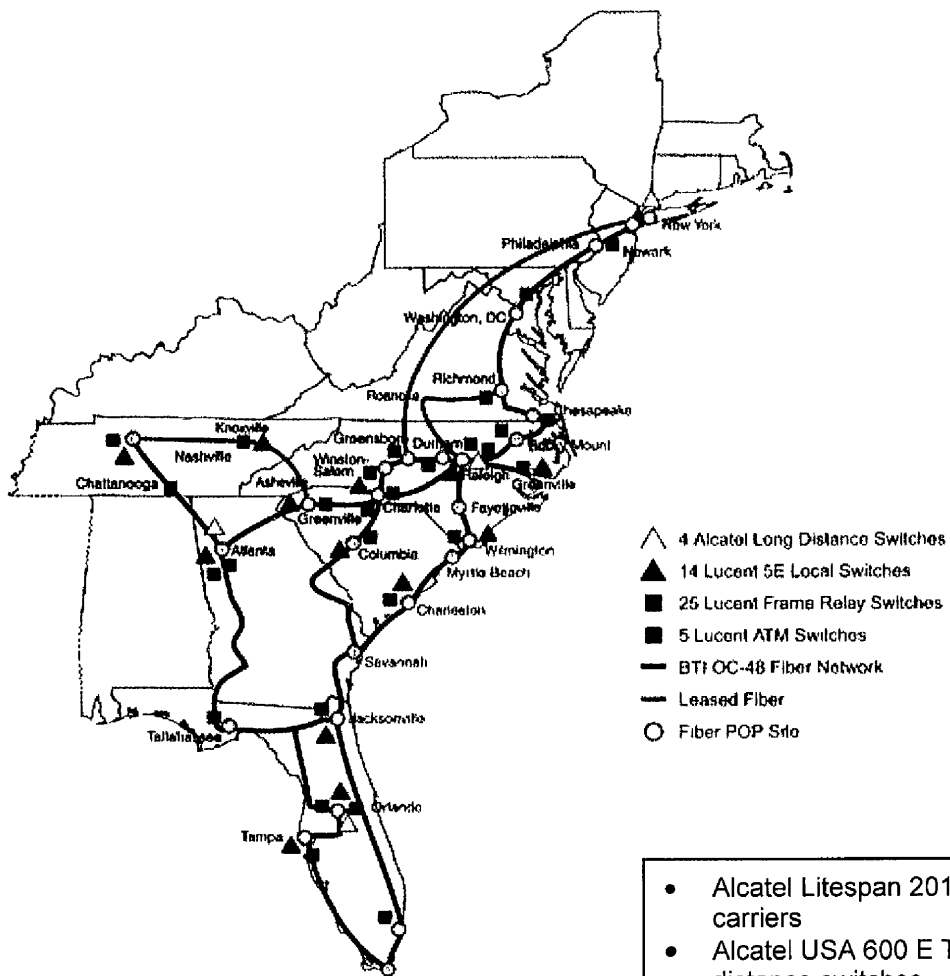 New York
Philadelphia
Newark
Washington, DC
Richmond
Roanoke
Chesapeake
Knoxville
Greensboro
Durham
Rocky Mount
Nashville
Winston-
Salem
Raleigh
Greenville
Chattanooga
Asheville
Greenville
Charlotte
Fayetteville
Atlanta
Columbia
Wilmington
Myrtle Beach
Charleston
Savannah
Jacksonville
Tallahassee
Orlando
Tampa
4 Alcatel Long Distance Switches
14 Lucent 5E Local Switches
25 Lucent Frame Relay Switches
5 Lucent ATM Switches
BTI OC-48 Fiber Network
Leased Fiber
Fiber POP Site
• Alcatel Litespan 201
carriers
• Alcatel USA 600 E T